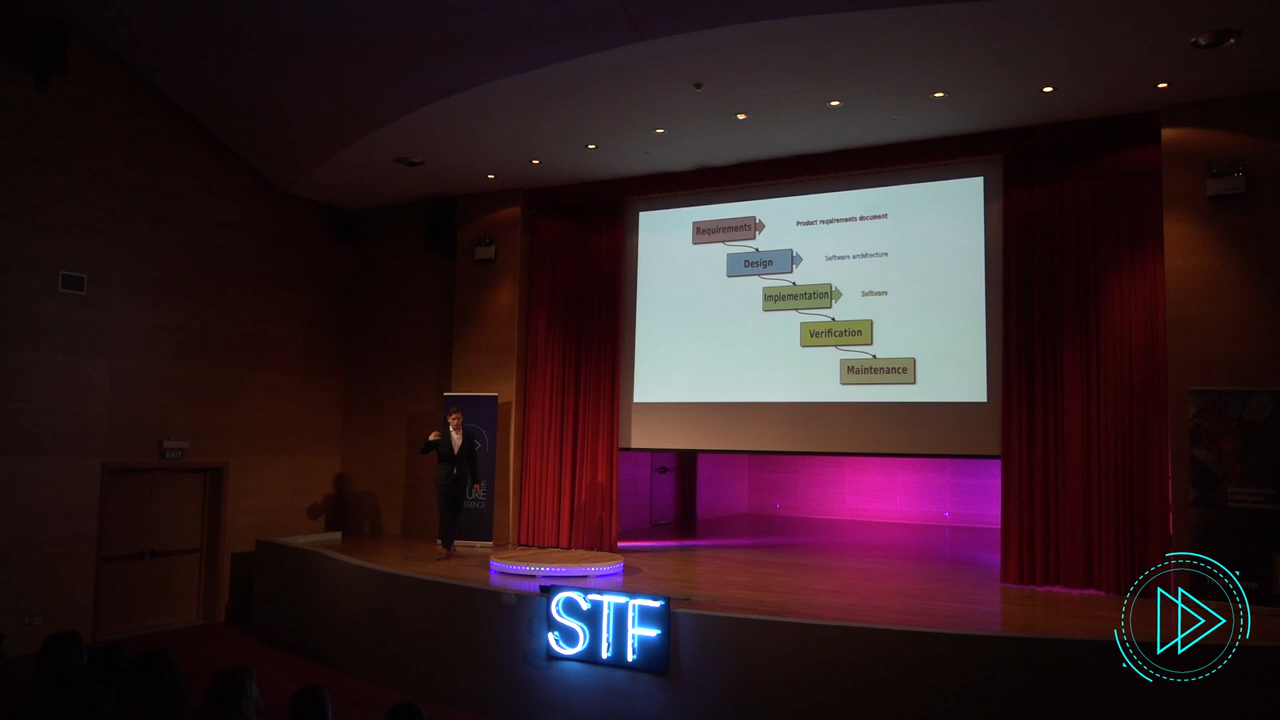 Requirements
Product requirements document
Design
Software architecture
Implementation
Software
Verification
Maintenance
EXIT
STF